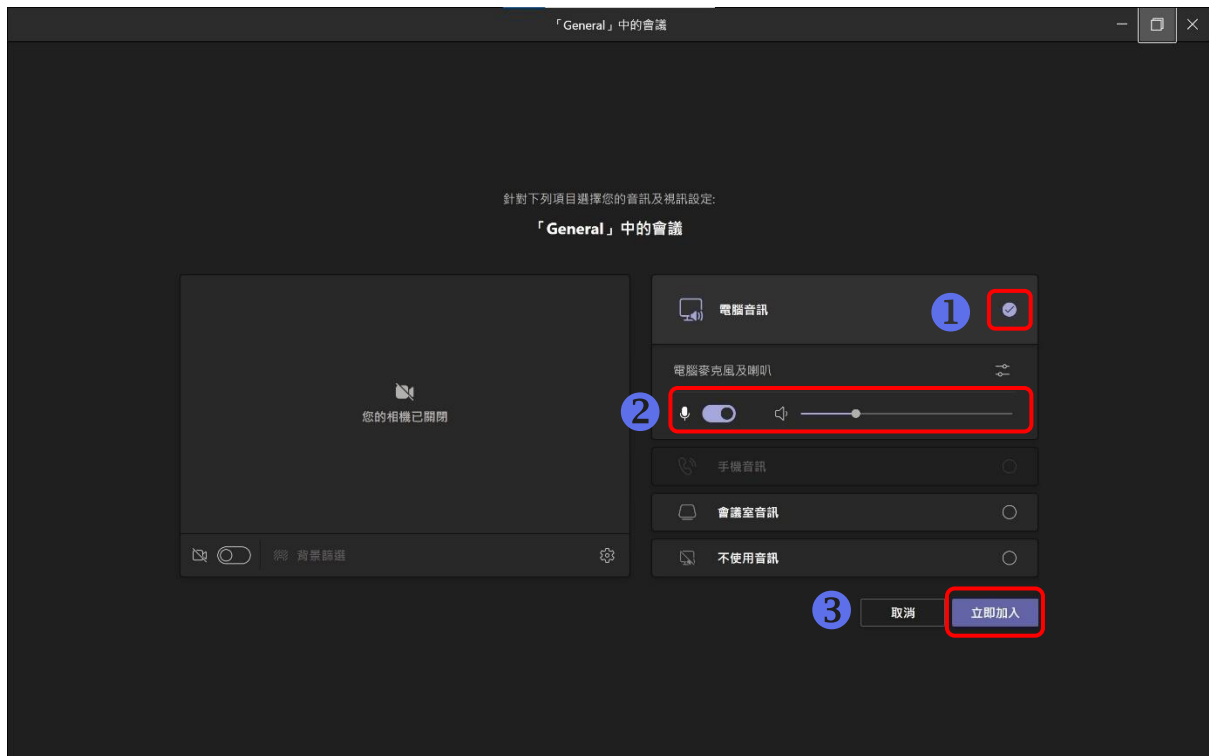 「General」中的會議
針對下列項目選擇您的音訊及視訊設定:
「General」中的會議
您的相機已關閉
背景篩選
電腦音訊
1
電腦麥克風及喇叭
2
手機音訊
會議室音訊
不使用音訊
3
取消
立即加入